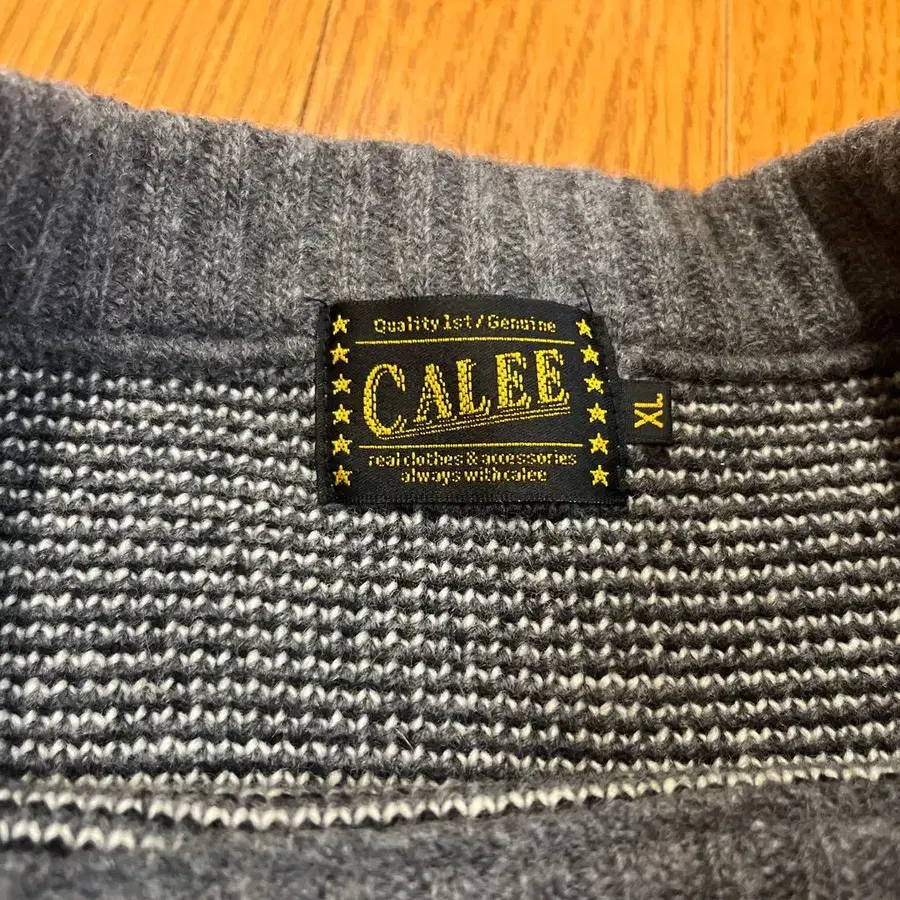 Quality 1st / Genuine
CALEE
XL
real clothes & accessories
always with calee